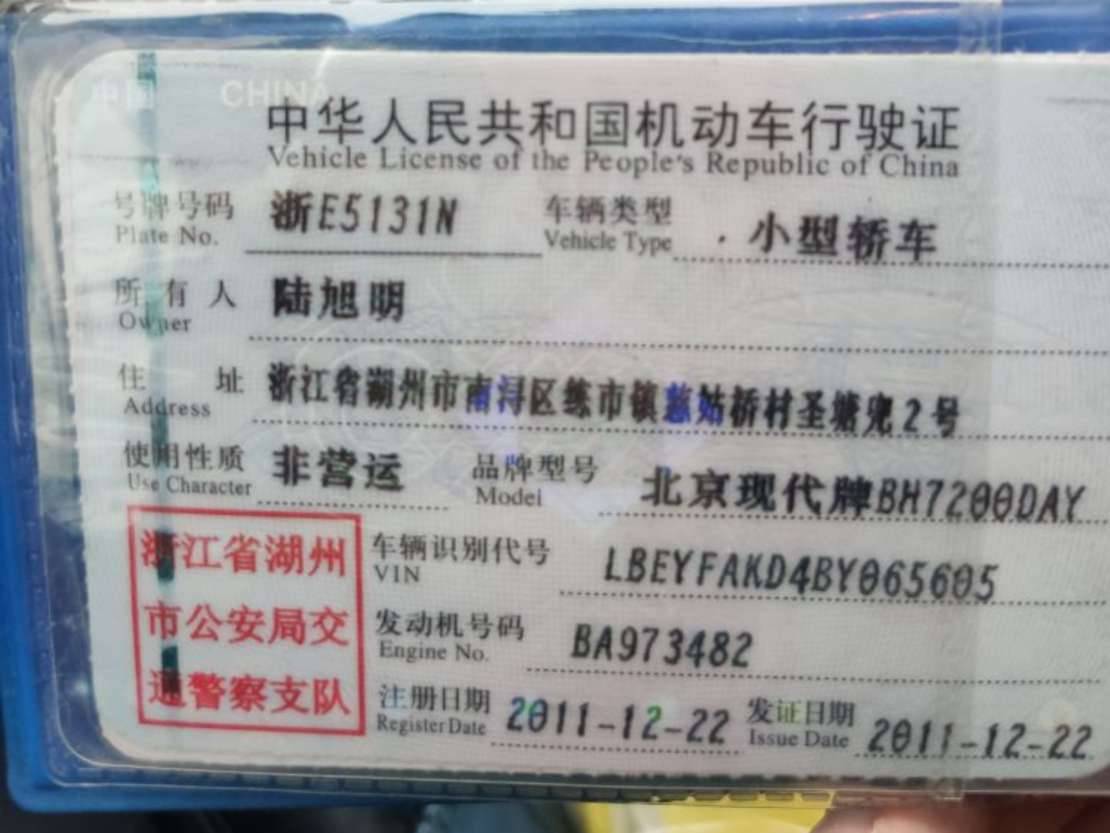 中国 CHINA
中华人民共和国机动车行驶证
Vehicle License of the People's Republic of China
号牌号码 浙E5131N 车辆类型 小型轿车
Plate No. Vehicle Type
所有人 陆旭明
Owner
住址 浙江省湖州市南浔区练市镇慈姑桥村圣塘兜2号
Address
使用性质 非营运 品牌型号 北京现代牌BH7200DAY
Use Character Model
浙江省湖州 车辆识别代号 LBEYFAKD4BY065605
VIN
市公安局交 发动机号码 BA973482
Engine No.
通警察支队 注册日期 2011-12-22 发证日期 2011-12-22
Register Date Issue Date